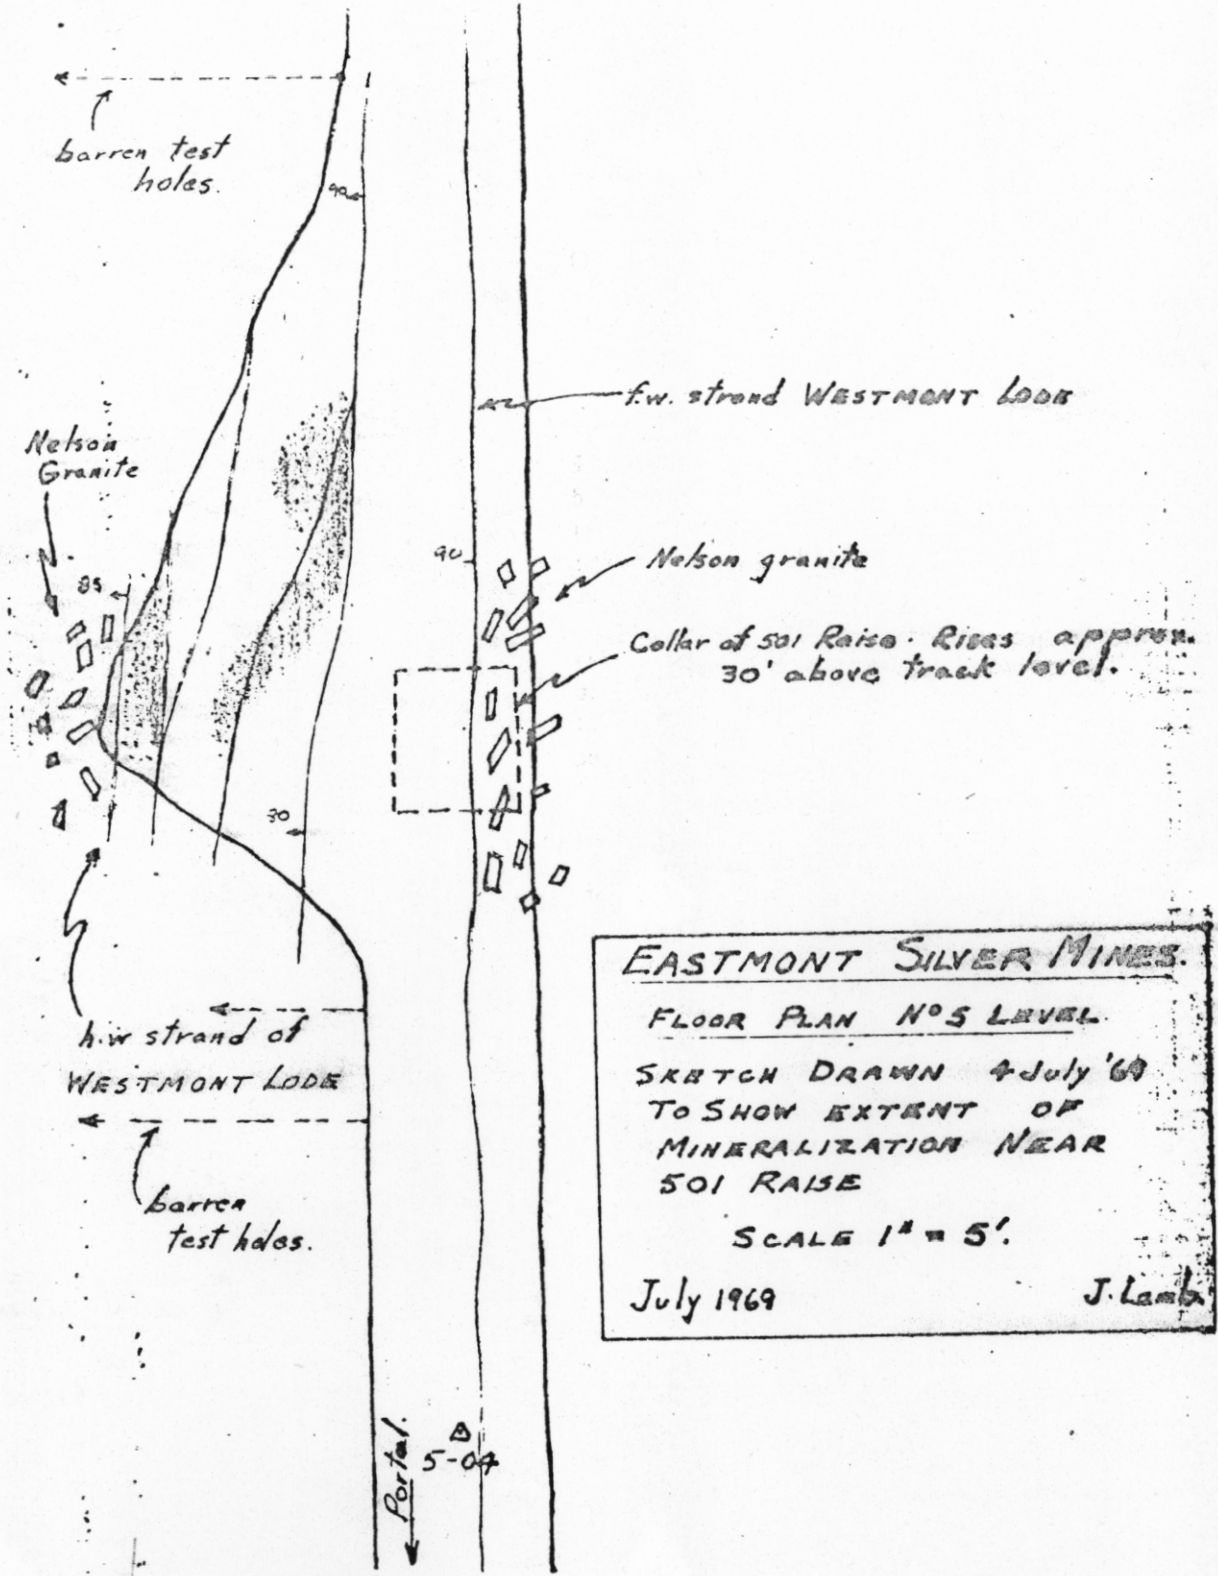 barren test
holes.
90
f.w. strand WESTMONT LODE
Nelson
Granite
90
Nelson granite
85
Collar of 501 Raise. Rises approx.
30' above track level.
30
EASTMONT SILVER MINES.
FLOOR PLAN Nº5 LEVEL.
SKETCH DRAWN 4 July '69
TO SHOW EXTENT OF
MINERALIZATION NEAR
501 RAISE
SCALE 1" = 5'.
July 1969 J. Lamb.
h.w strand of
WESTMONT LODE
barren
test holes.
5-04
Portal.